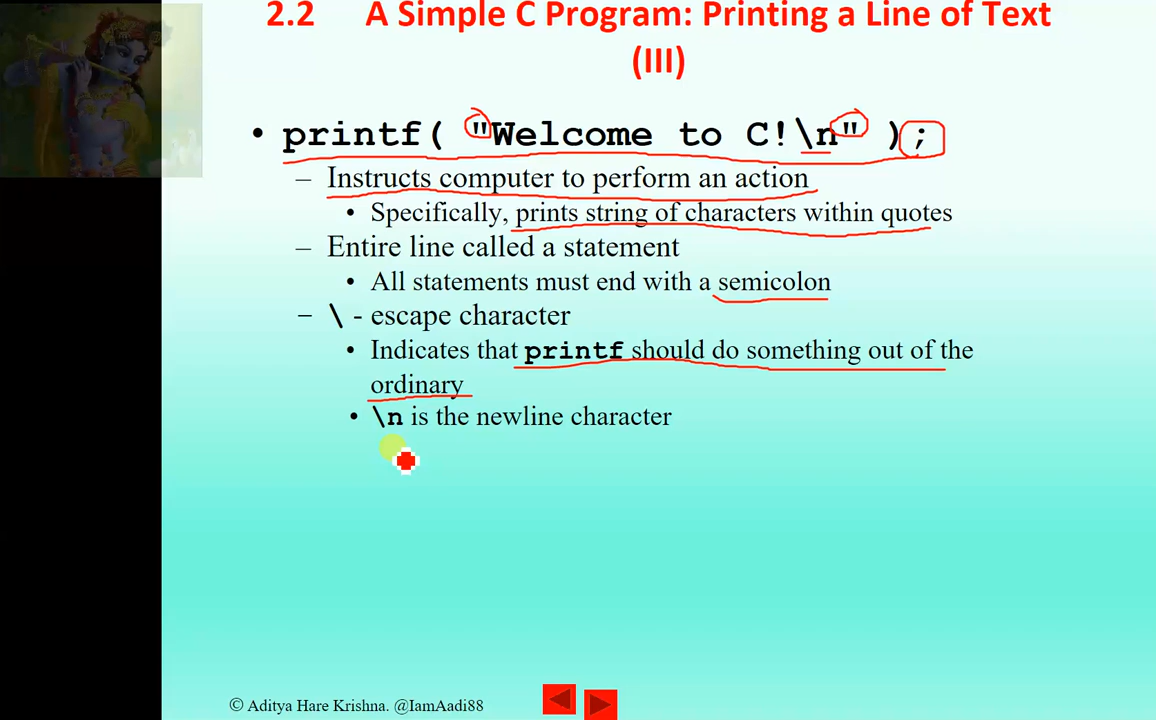 2.2 A Simple C Program: Printing a Line of Text
(III)
• printf( "Welcome to C!\n" );
– Instructs computer to perform an action
• Specifically, prints string of characters within quotes
– Entire line called a statement
• All statements must end with a semicolon
– \ - escape character
• Indicates that printf should do something out of the
ordinary
• \n is the newline character
© Aditya Hare Krishna. @IamAadi88